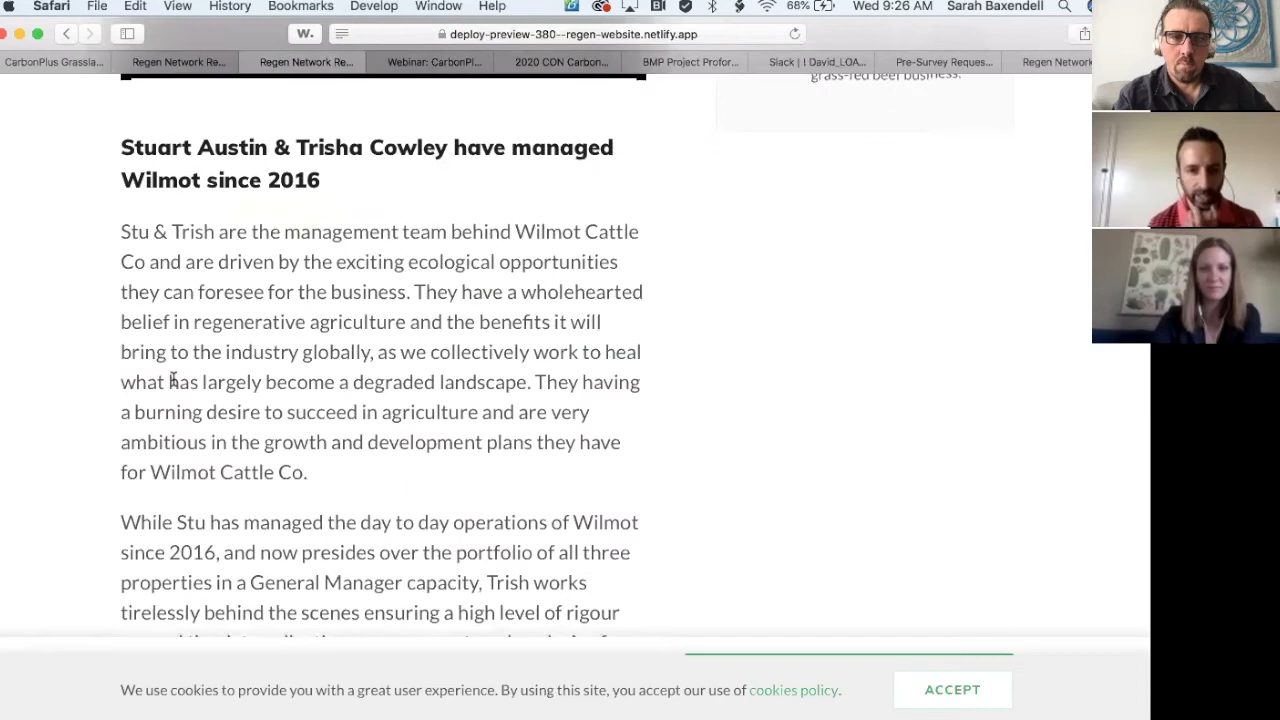 Safari File Edit View History Bookmarks Develop Window Help 68% Wed 9:26 AM Sarah Baxendell
W. deploy-preview-380--regen-website.netlify.app
CarbonPlus Grassla... Regen Network Re... Regen Network Re... Webinar: CarbonPl... 2020 CON Carbon... BMP Project Profor... Slack | I David_LOA... Pre-Survey Reques... Regen Netwo
grass-fed beef business.
Stuart Austin & Trisha Cowley have managed
Wilmot since 2016
Stu & Trish are the management team behind Wilmot Cattle
Co and are driven by the exciting ecological opportunities
they can foresee for the business. They have a wholehearted
belief in regenerative agriculture and the benefits it will
bring to the industry globally, as we collectively work to heal
what has largely become a degraded landscape. They having
a burning desire to succeed in agriculture and are very
ambitious in the growth and development plans they have
for Wilmot Cattle Co.
While Stu has managed the day to day operations of Wilmot
since 2016, and now presides over the portfolio of all three
properties in a General Manager capacity, Trish works
tirelessly behind the scenes ensuring a high level of rigour
We use cookies to provide you with a great user experience. By using this site, you accept our use of cookies policy.
ACCEPT